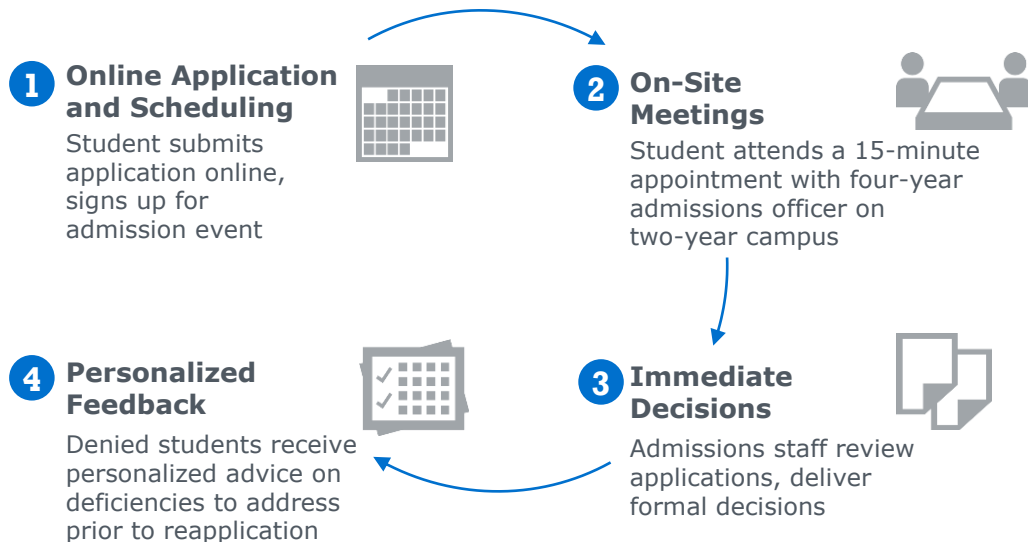 1
Online Application
and Scheduling
Student submits
application online,
signs up for
admission event
2
On-Site
Meetings
Student attends a 15-minute
appointment with four-year
admissions officer on
two-year campus
3
Immediate
Decisions
Admissions staff review
applications, deliver
formal decisions
4
Personalized
Feedback
Denied students receive
personalized advice on
deficiencies to address
prior to reapplication